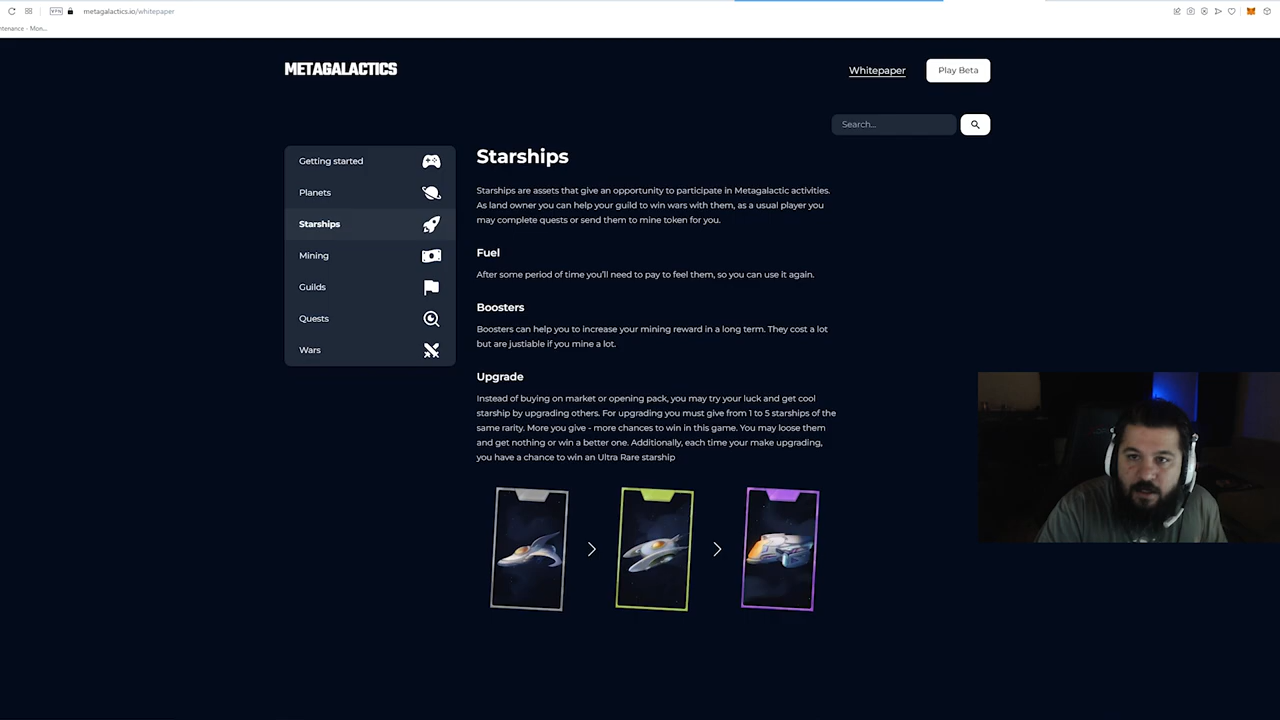 metagalactics.io/whitepaper
VPN
ntenance - Mon...
METAGALACTICS
Whitepaper
Play Beta
Search...
Getting started
Planets
Starships
Mining
Guilds
Quests
Wars
Starships
Starships are assets that give an opportunity to participate in Metagalactic activities.
As land owner you can help your guild to win wars with them, as a usual player you
may complete quests or send them to mine token for you.
Fuel
After some period of time you'll need to pay to feel them, so you can use it again.
Boosters
Boosters can help you to increase your mining reward in a long term. They cost a lot
but are justiable if you mine a lot.
Upgrade
Instead of buying on market or opening pack, you may try your luck and get cool
starship by upgrading others. For upgrading you must give from 1 to 5 starships of the
same rarity. More you give - more chances to win in this game. You may loose them
and get nothing or win a better one. Additionally, each time your make upgrading,
you have a chance to win an Ultra Rare starship